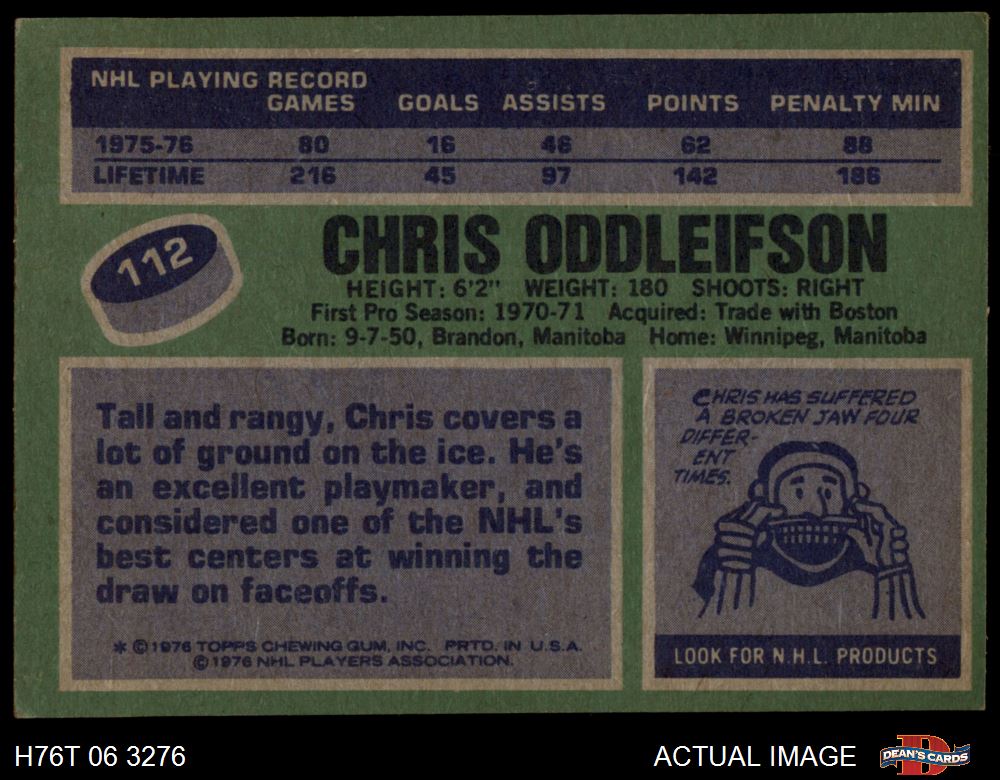 NHL PLAYING RECORD
GAMES GOALS ASSISTS POINTS PENALTY MIN
1975-76 80 16 46 62 88
LIFETIME 216 45 97 142 186
112
CHRIS ODDLEIFSON
HEIGHT: 6'2" WEIGHT: 180 SHOOTS: RIGHT
First Pro Season: 1970-71 Acquired: Trade with Boston
Born: 9-7-50, Brandon, Manitoba Home: Winnipeg, Manitoba
Tall and rangy, Chris covers a
lot of ground on the ice. He's
an excellent playmaker, and
considered one of the NHL's
best centers at winning the
draw on faceoffs.
* ©1976 TOPPS CHEWING GUM, INC. PRTD. IN U.S.A.
©1976 NHL PLAYERS ASSOCIATION.
CHRIS HAS SUFFERED
A BROKEN JAW FOUR
DIFFER-
ENT
TIMES.
LOOK FOR N.H.L. PRODUCTS
H76T 06 3276
ACTUAL IMAGE
D
DEAN'S CARDS